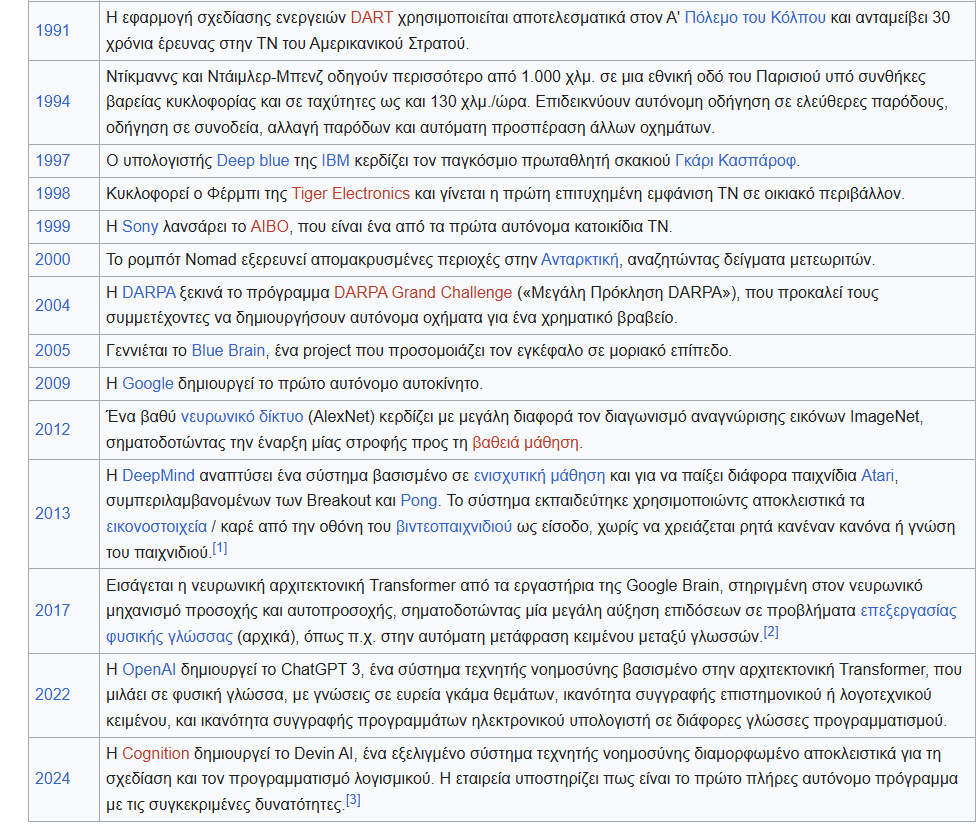 1991
Η εφαρμογή σχεδίασης ενεργειών DART χρησιμοποιείται αποτελεσματικά στον Α' Πόλεμο του Κόλπου και ανταμείβει 30
χρόνια έρευνας στην ΤΝ του Αμερικανικού Στρατού.
1994
Ντίκμαννς και Ντάιμλερ-Μπενζ οδηγούν περισσότερο από 1.000 χλμ. σε μια εθνική οδό του Παρισιού υπό συνθήκες
βαρείας κυκλοφορίας και σε ταχύτητες ως και 130 χλμ./ώρα. Επιδεικνύουν αυτόνομη οδήγηση σε ελεύθερες παρόδους,
οδήγηση σε συνοδεία, αλλαγή παρόδων και αυτόματη προσπέραση άλλων οχημάτων.
1997
Ο υπολογιστής Deep blue της IBM κερδίζει τον παγκόσμιο πρωταθλητή σκακιού Γκάρι Κασπάροφ.
1998
Κυκλοφορεί ο Φέρμπι της Tiger Electronics και γίνεται η πρώτη επιτυχημένη εμφάνιση ΤΝ σε οικιακό περιβάλλον.
1999
Η Sony λανσάρει το AIBO, που είναι ένα από τα πρώτα αυτόνομα κατοικίδια ΤΝ.
2000
Το ρομπότ Nomad εξερευνεί απομακρυσμένες περιοχές στην Ανταρκτική, αναζητώντας δείγματα μετεωριτών.
2004
Η DARPA ξεκινά το πρόγραμμα DARPA Grand Challenge («Μεγάλη Πρόκληση DARPA»), που προκαλεί τους
συμμετέχοντες να δημιουργήσουν αυτόνομα οχήματα για ένα χρηματικό βραβείο.
2005
Γεννιέται το Blue Brain, ένα project που προσομοιάζει τον εγκέφαλο σε μοριακό επίπεδο.
2009
Η Google δημιουργεί το πρώτο αυτόνομο αυτοκίνητο.
2012
Ένα βαθύ νευρωνικό δίκτυο (AlexNet) κερδίζει με μεγάλη διαφορά τον διαγωνισμό αναγνώρισης εικόνων ImageNet,
σηματοδοτώντας την έναρξη μίας στροφής προς τη βαθειά μάθηση.
2013
Η DeepMind αναπτύσει ένα σύστημα βασισμένο σε ενισχυτική μάθηση και για να παίξει διάφορα παιχνίδια Atari,
συμπεριλαμβανομένων των Breakout και Pong. Το σύστημα εκπαιδεύτηκε χρησιμοποιώντς αποκλειστικά τα
εικονοστοιχεία / καρέ από την οθόνη του βιντεοπαιχνιδιού ως είσοδο, χωρίς να χρειάζεται ρητά κανέναν κανόνα ή γνώση
του παιχνιδιού.[1]
2017
Εισάγεται η νευρωνική αρχιτεκτονική Transformer από τα εργαστήρια της Google Brain, στηριγμένη στον νευρωνικό
μηχανισμό προσοχής και αυτοπροσοχής, σηματοδοτώντας μία μεγάλη αύξηση επιδόσεων σε προβλήματα επεξεργασίας
φυσικής γλώσσας (αρχικά), όπως π.χ. στην αυτόματη μετάφραση κειμένου μεταξύ γλωσσών.[2]
2022
Η OpenAI δημιουργεί το ChatGPT 3, ένα σύστημα τεχνητής νοημοσύνης βασισμένο στην αρχιτεκτονική Transformer, που
μιλάει σε φυσική γλώσσα, με γνώσεις σε ευρεία γκάμα θεμάτων, ικανότητα συγγραφής επιστημονικού ή λογοτεχνικού
κειμένου, και ικανότητα συγγραφής προγραμμάτων ηλεκτρονικού υπολογιστή σε διάφορες γλώσσες προγραμματισμού.
2024
Η Cognition δημιουργεί το Devin AI, ένα εξελιγμένο σύστημα τεχνητής νοημοσύνης διαμορφωμένο αποκλειστικά για τη
σχεδίαση και τον προγραμματισμό λογισμικού. Η εταιρεία υποστηρίζει πως είναι το πρώτο πλήρες αυτόνομο πρόγραμμα
με τις συγκεκριμένες δυνατότητες.[3]